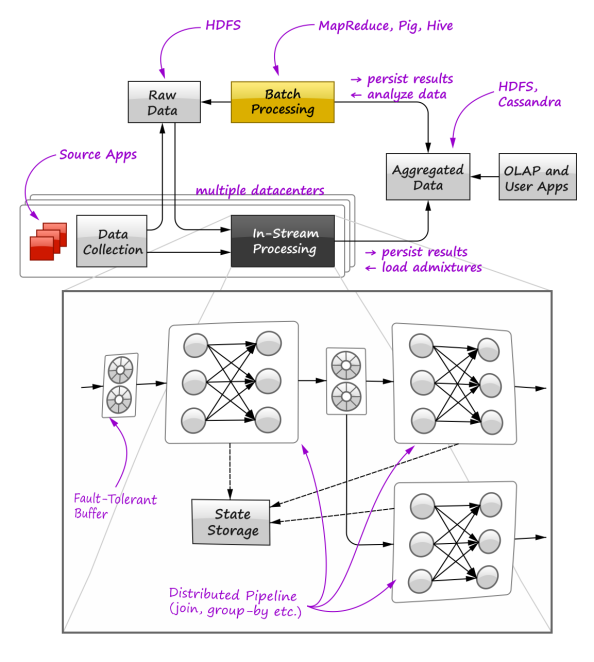 HDFS
MapReduce, Pig, Hive
Raw
Data
Batch
Processing
→ persist results
← analyze data
HDFS,
Cassandra
Source Apps
Aggregated
Data
OLAP and
User Apps
multiple datacenters
Data
Collection
In-Stream
Processing
→ persist results
← load admixtures
Fault-Tolerant
Buffer
State
Storage
Distributed Pipeline
(join, group-by etc.)